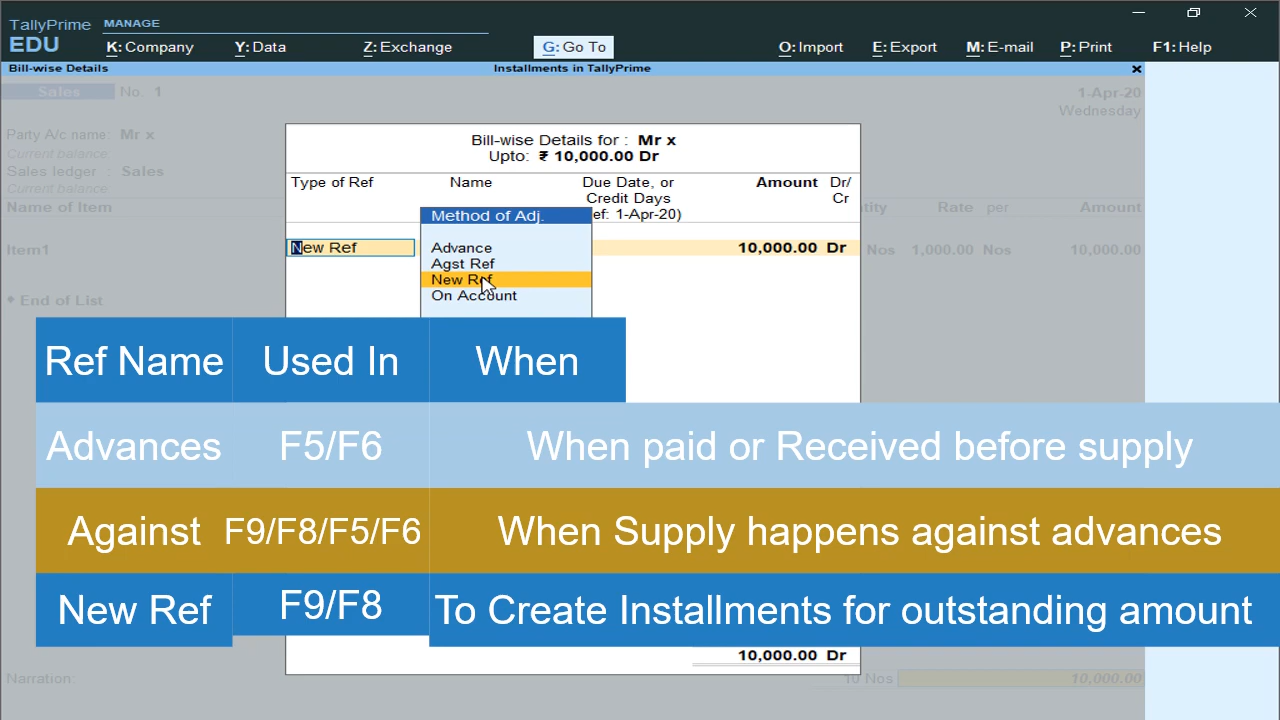 TallyPrime MANAGE
EDU
K: Company Y: Data Z: Exchange G: Go To O: Import E: Export M: E-mail P: Print F1: Help
Bill-wise Details Installments in TallyPrime
Sales No. 1 1-Apr-20
Wednesday
Party A/c name: Mr x
Current balance:
Sales ledger : Sales
Current balance:
Name of Item tity Rate per Amount
Item1 Nos 1,000.00 Nos 10,000.00
End of List
Bill-wise Details for : Mr x
Upto: ₹ 10,000.00 Dr
Type of Ref Name Due Date, or Amount Dr/
Credit Days Cr
ef: 1-Apr-20)
New Ref 10,000.00 Dr
Method of Adj.
Advance
Agst Ref
New Ref
On Account
Ref Name Used In When
Advances F5/F6 When paid or Received before supply
Against F9/F8/F5/F6 When Supply happens against advances
New Ref F9/F8 To Create Installments for outstanding amount
10,000.00 Dr
Narration: 10 Nos 10,000.00